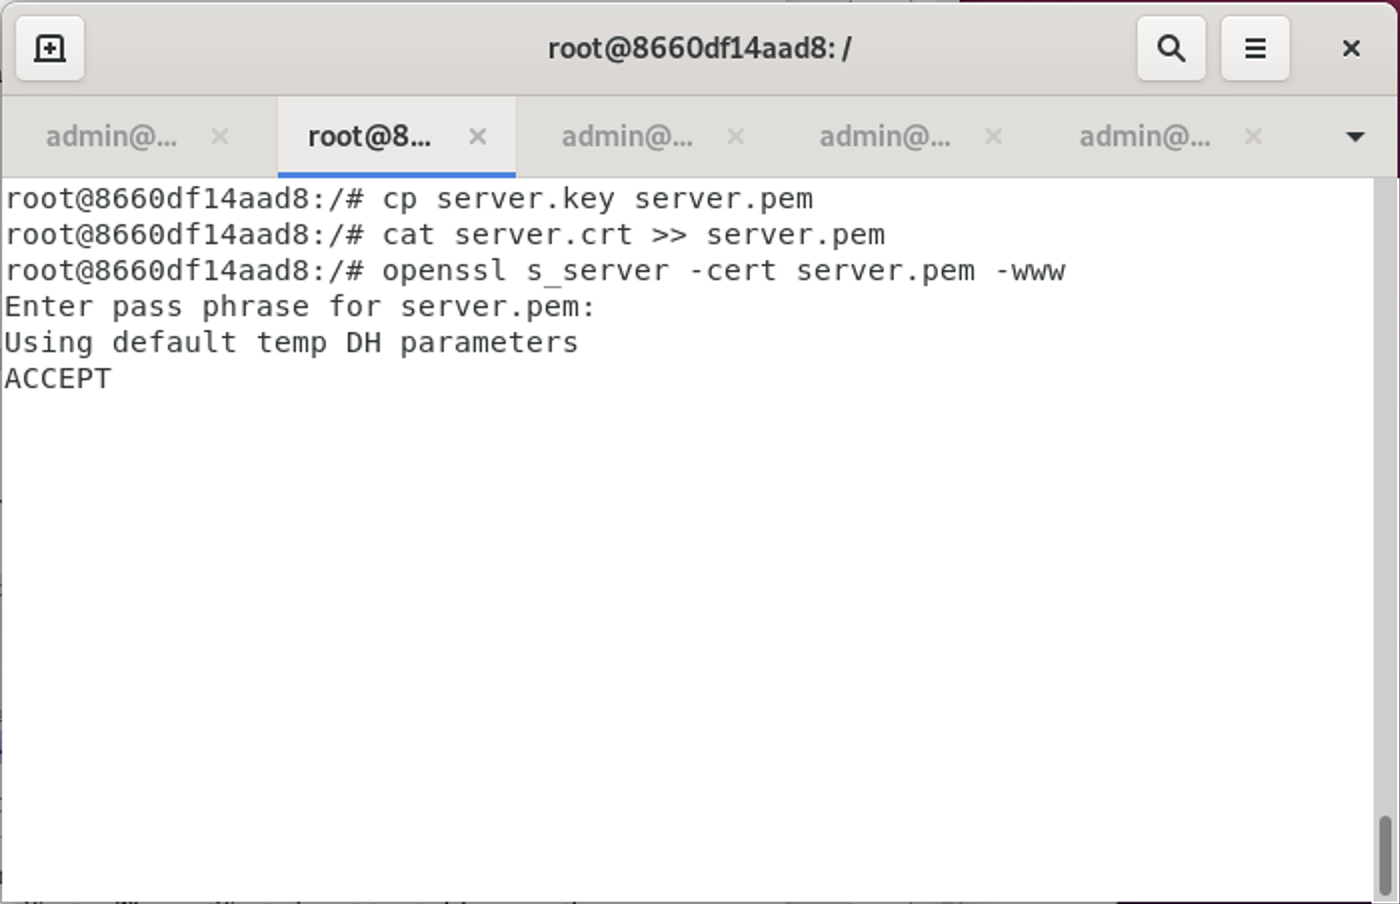 root@8660df14aad8: /
admin@... root@8... admin@... admin@... admin@...
root@8660df14aad8:/# cp server.key server.pem
root@8660df14aad8:/# cat server.crt >> server.pem
root@8660df14aad8:/# openssl s_server -cert server.pem -www
Enter pass phrase for server.pem:
Using default temp DH parameters
ACCEPT